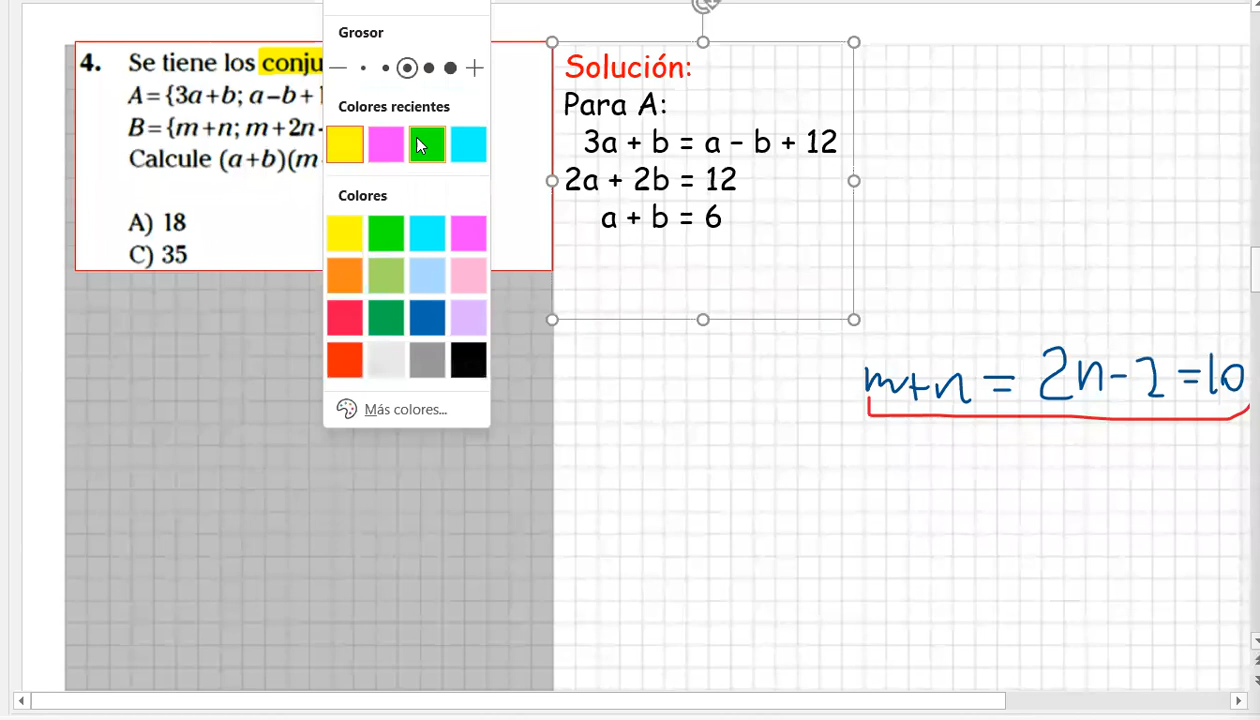 4. Se tiene los conju
A={3a+b; a−b+1
B={m+n; m+2n-
Calcule (a+b)(m
A) 18
C) 35
Grosor
Colores recientes
Colores
Más colores...
Solución:
Para A:
3a + b = a – b + 12
2a + 2b = 12
a + b = 6
m+n = 2n-2 =10